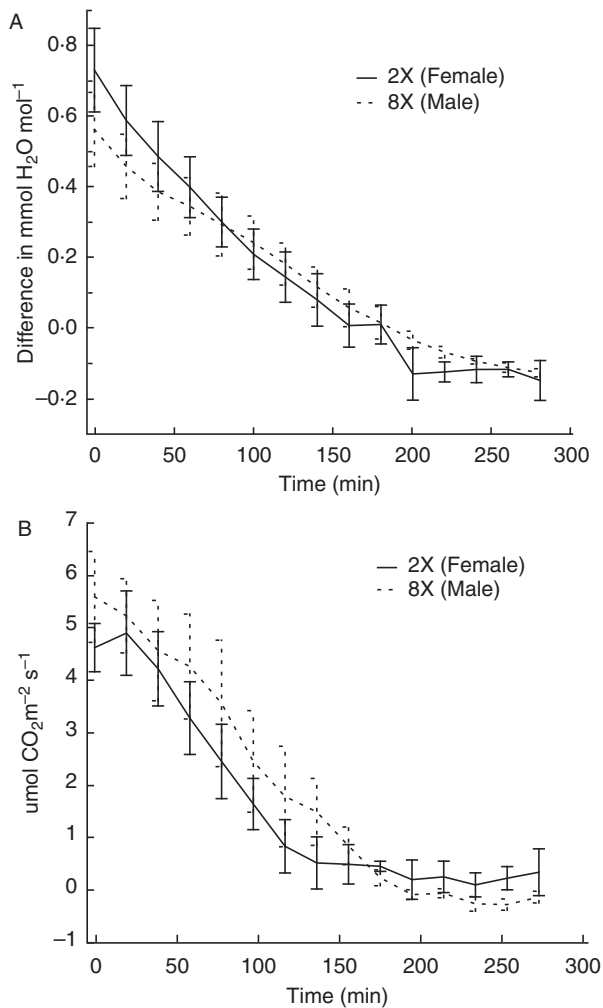 A
0·8
0·6
0·4
0·2
0·0
–0·2
Difference in mmol H₂O mol⁻¹
2X (Female)
8X (Male)
0 50 100 150 200 250 300
Time (min)
B
7
6
5
4
3
2
1
0
–1
umol CO₂m⁻² s⁻¹
2X (Female)
8X (Male)
0 50 100 150 200 250 300
Time (min)